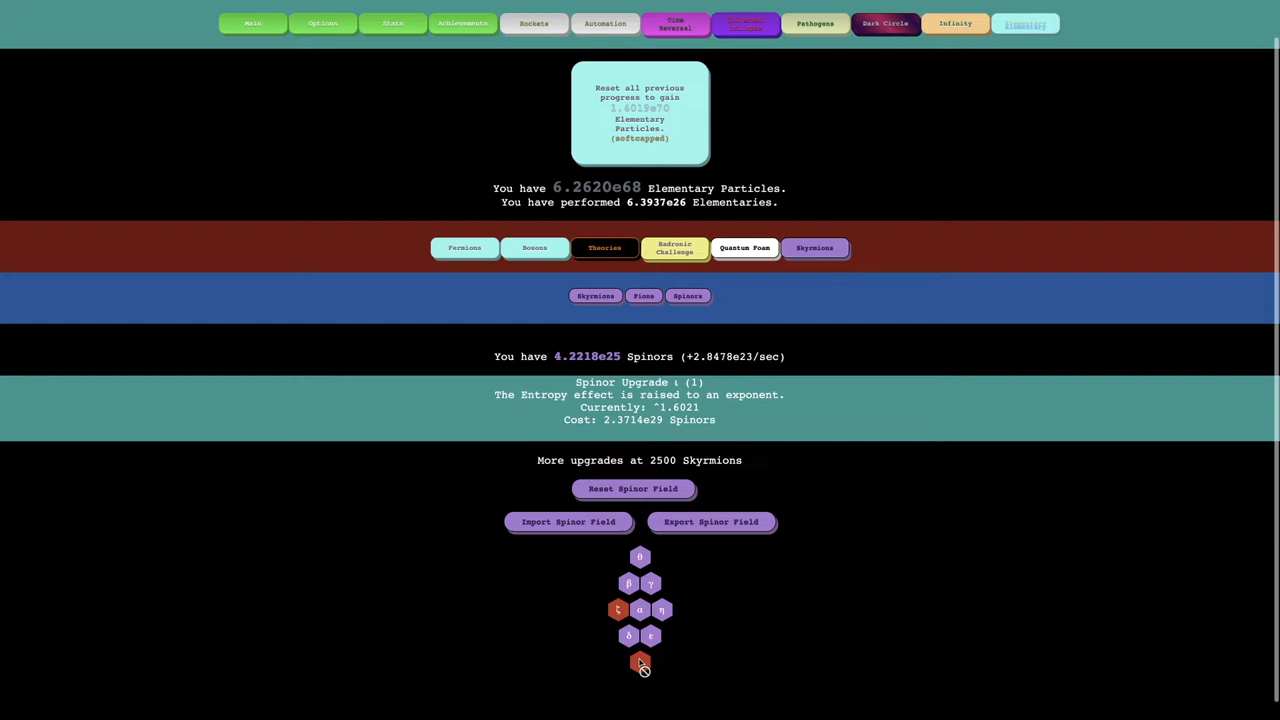 Main Options Stats Achievements Rockets Automation Time Reversal Universal Collapse Pathogens Dark Circle Infinity Elementary
Reset all previous
progress to gain
1.4019e70
Elementary
Particles.
(softcapped)
You have 6.2620e68 Elementary Particles.
You have performed 6.3937e26 Elementaries.
Fermions Bosons Theories Hadronic Challenge Quantum Foam Skyrmions
Skyrmions Pions Spinors
You have 4.2218e25 Spinors (+2.8478e23/sec)
Spinor Upgrade ι (1)
The Entropy effect is raised to an exponent.
Currently: ^1.6021
Cost: 2.3714e29 Spinors
More upgrades at 2500 Skyrmions
Reset Spinor Field
Import Spinor Field Export Spinor Field
θ
β γ
ζ α η
δ ε